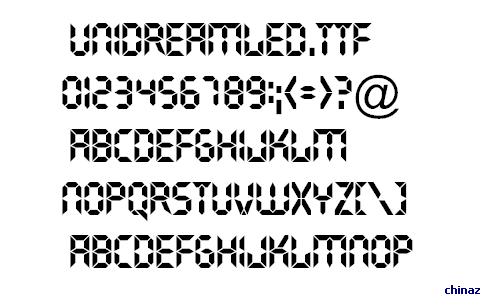 UNIDREAMLED.TTF
0123456789:;<=>?@
ABCDEFGHIJKLM
NOPQRSTUVWXYZ[\]
ABCDEFGHIJKLMNOP
chinaz